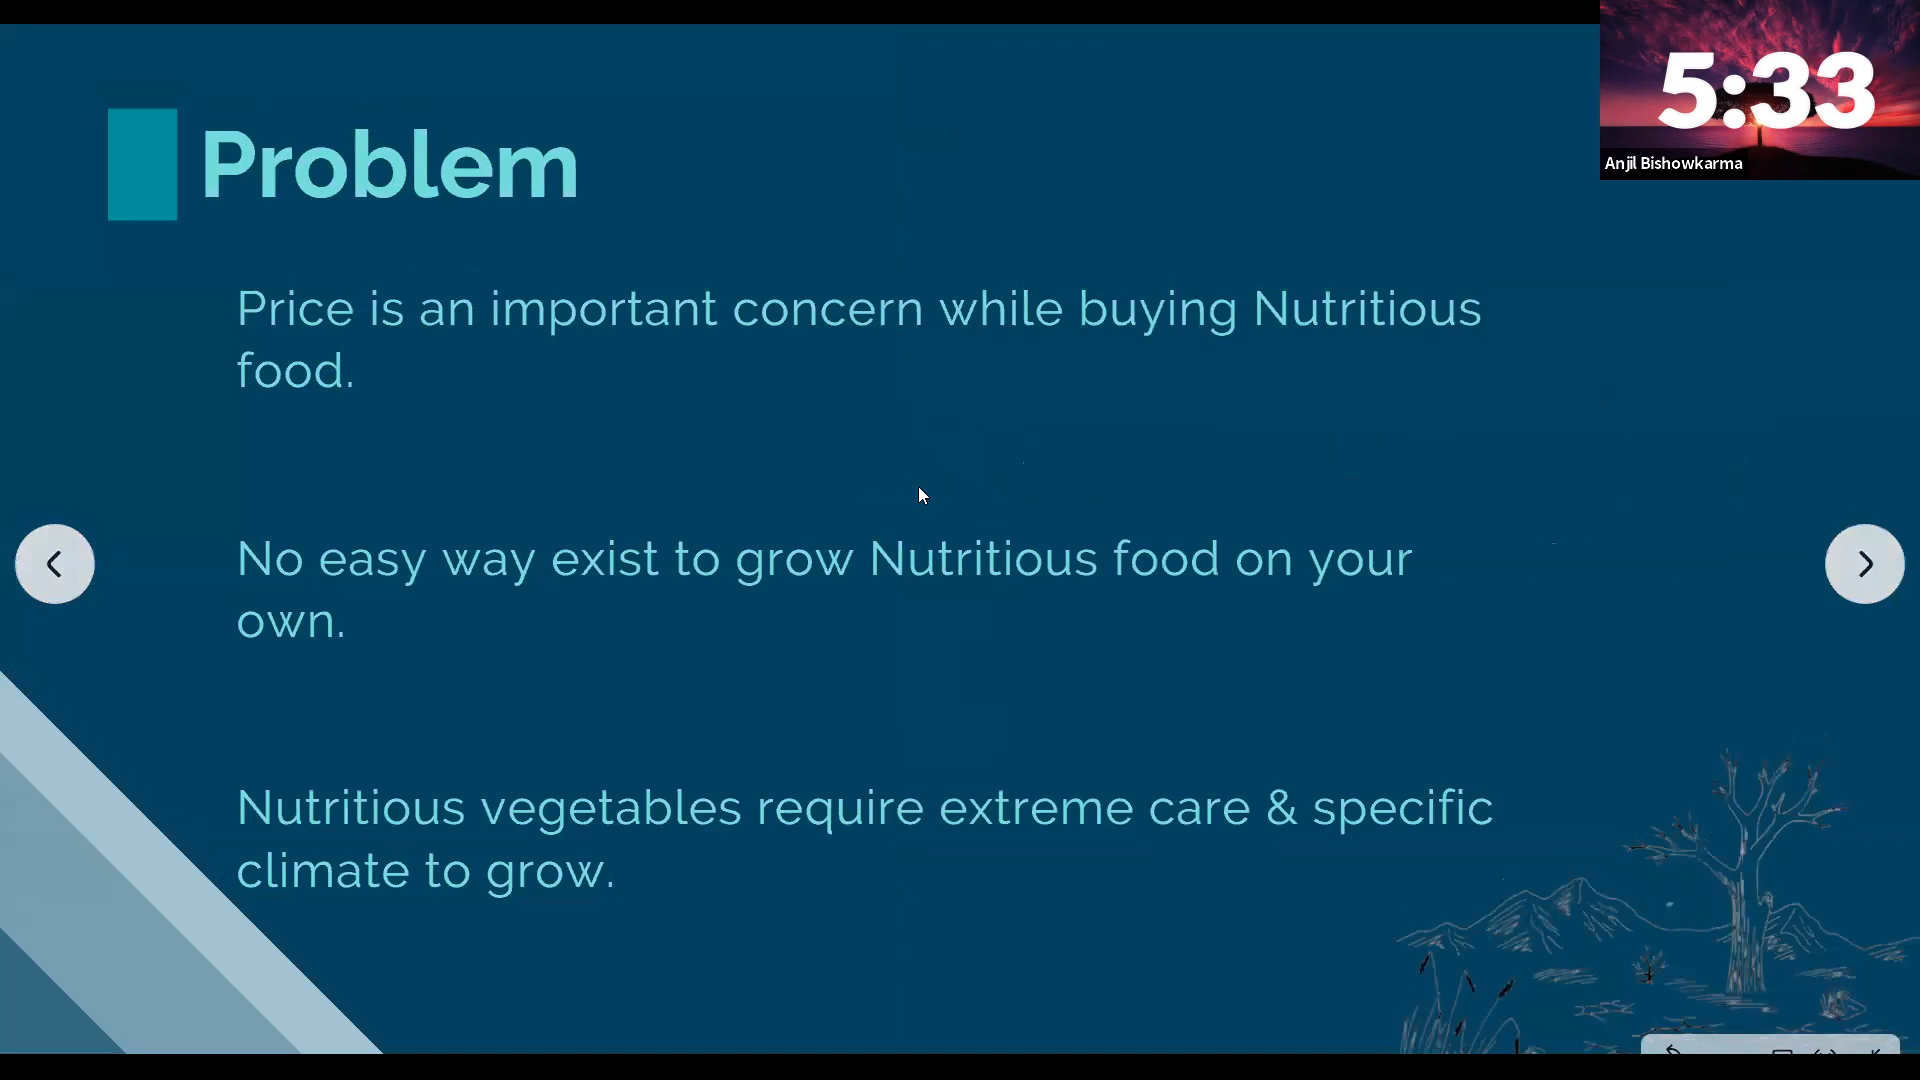 5:33
Anjil Bishowkarma
Problem
Price is an important concern while buying Nutritious
food.
No easy way exist to grow Nutritious food on your
own.
Nutritious vegetables require extreme care & specific
climate to grow.